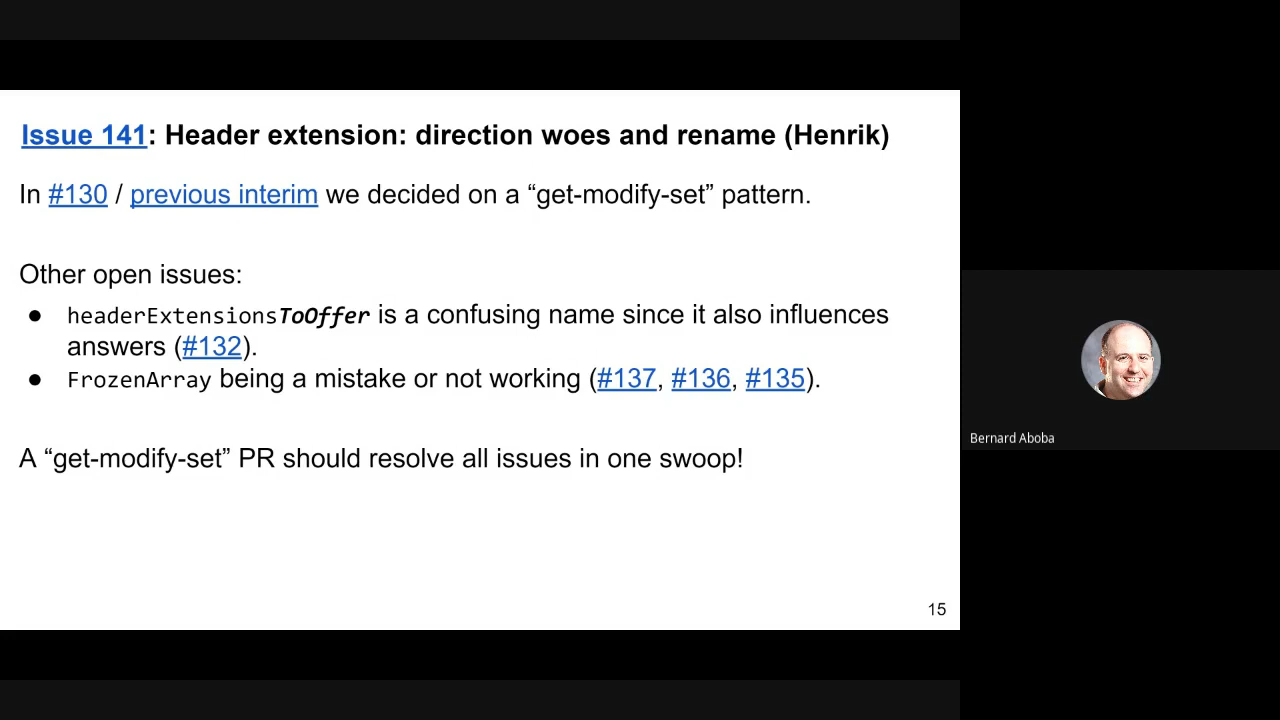 Issue 141: Header extension: direction woes and rename (Henrik)
In #130 / previous interim we decided on a “get-modify-set” pattern.
Other open issues:
● headerExtensionsToOffer is a confusing name since it also influences
answers (#132).
● FrozenArray being a mistake or not working (#137, #136, #135).
A “get-modify-set” PR should resolve all issues in one swoop!
15
Bernard Aboba